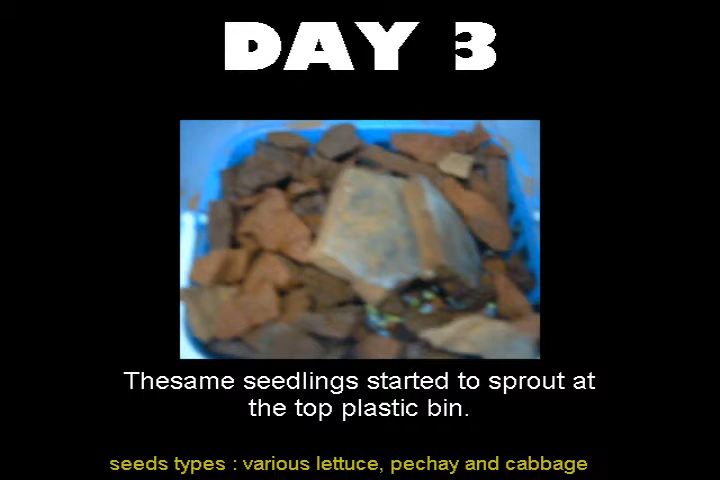 DAY 3
Thesame seedlings started to sprout at
the top plastic bin.
seeds types : various lettuce, pechay and cabbage